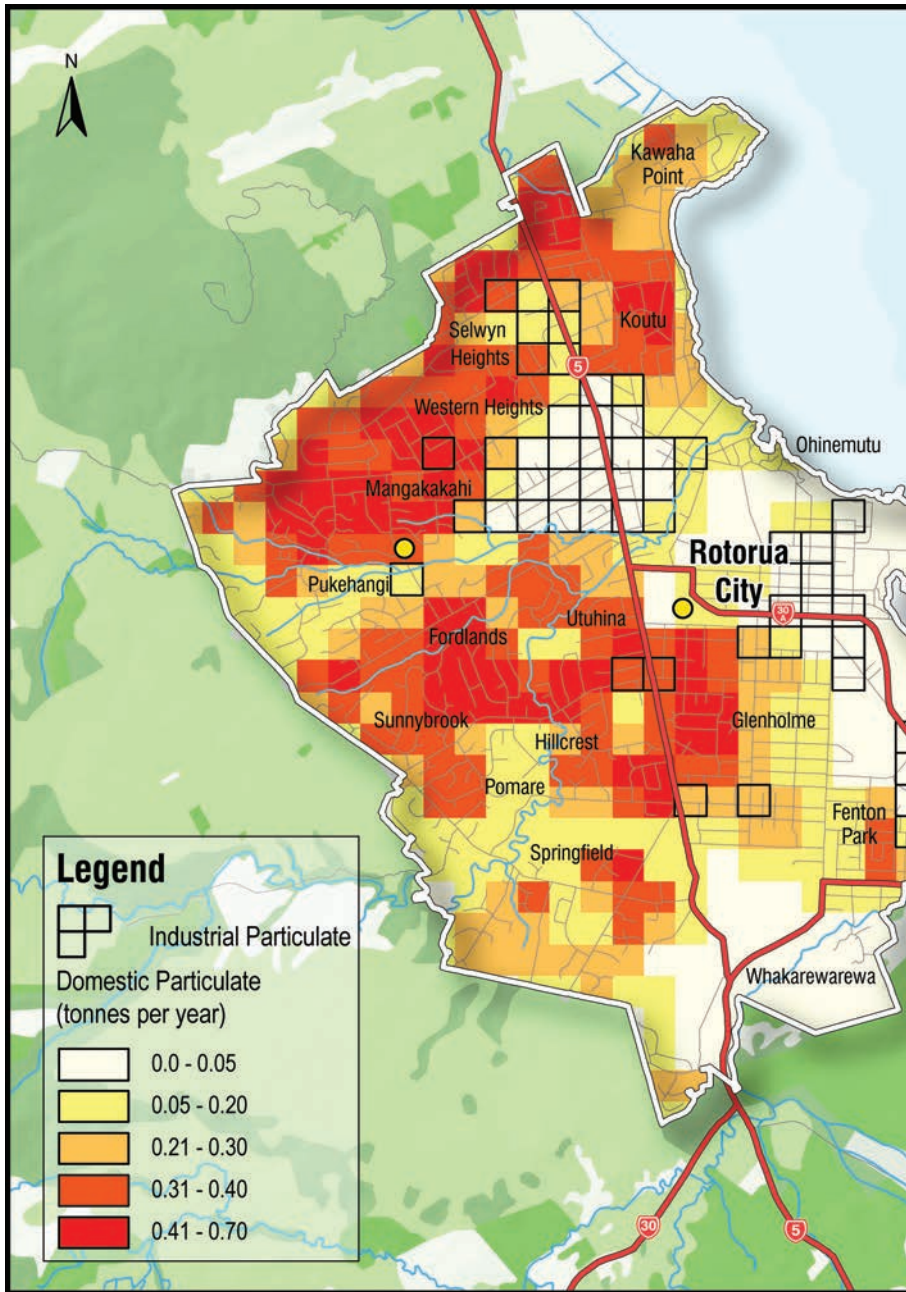 N
Kawaha
Point
Koutu
Selwyn
Heights
5
Western Heights
Ohinemutu
Mangakakahi
Rotorua
City
Pukehangi
Utuhina
30
A
Fordlands
Sunnybrook
Glenholme
Hillcrest
Pomare
Fenton
Park
Springfield
Legend
Industrial Particulate
Domestic Particulate
(tonnes per year)
0.0 - 0.05
0.05 - 0.20
0.21 - 0.30
0.31 - 0.40
0.41 - 0.70
Whakarewarewa
30
5